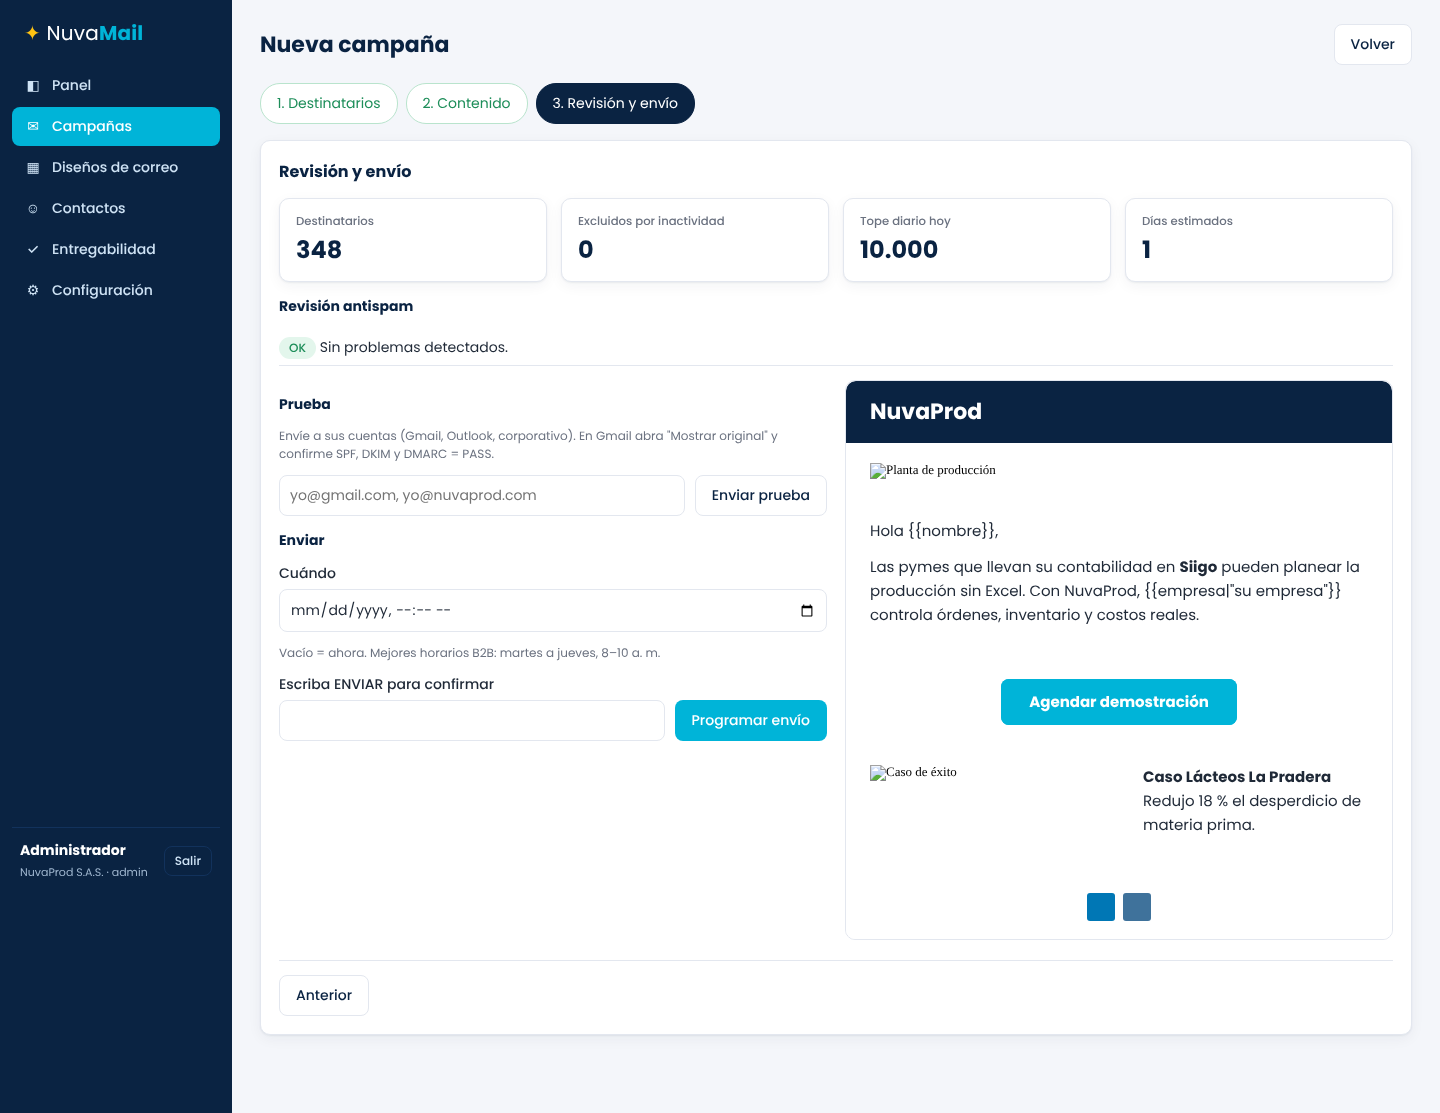 NuvaMail
Panel
Campañas
Diseños de correo
Contactos
Entregabilidad
Configuración
Administrador
NuvaProd S.A.S. · admin
Salir
Nueva campaña
Volver
1. Destinatarios
2. Contenido
3. Revisión y envío
Revisión y envío
Destinatarios
348
Excluidos por inactividad
0
Tope diario hoy
10.000
Días estimados
1
Revisión antispam
OK Sin problemas detectados.
Prueba
Envíe a sus cuentas (Gmail, Outlook, corporativo). En Gmail abra "Mostrar original" y
confirme SPF, DKIM y DMARC = PASS.
yo@gmail.com, yo@nuvaprod.com
Enviar prueba
Enviar
Cuándo
mm/dd/yyyy, --:-- --
Vacío = ahora. Mejores horarios B2B: martes a jueves, 8–10 a. m.
Escriba ENVIAR para confirmar
Programar envío
NuvaProd
Planta de producción
Hola {{nombre}},
Las pymes que llevan su contabilidad en Siigo pueden planear la
producción sin Excel. Con NuvaProd, {{empresa|"su empresa"}}
controla órdenes, inventario y costos reales.
Agendar demostración
Caso de éxito
Caso Lácteos La Pradera
Redujo 18 % el desperdicio de
materia prima.
Anterior